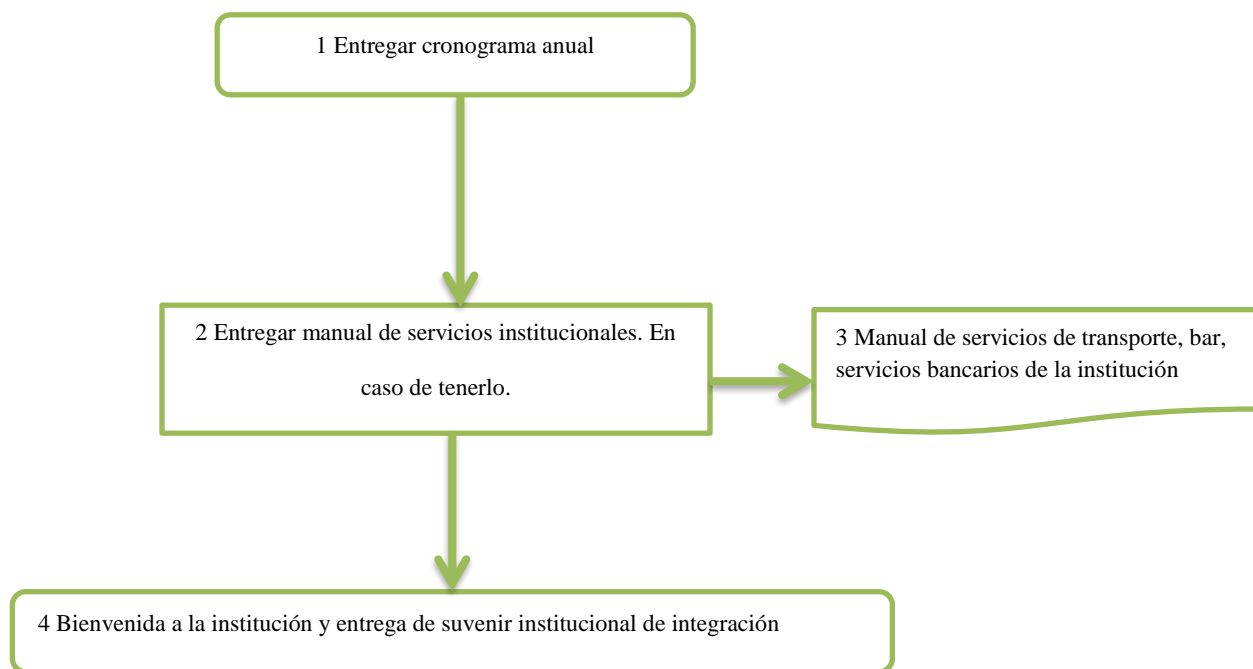 1 Entregar cronograma anual
2 Entregar manual de servicios institucionales. En
caso de tenerlo.
3 Manual de servicios de transporte, bar,
servicios bancarios de la institución
4 Bienvenida a la institución y entrega de suvenir institucional de integración